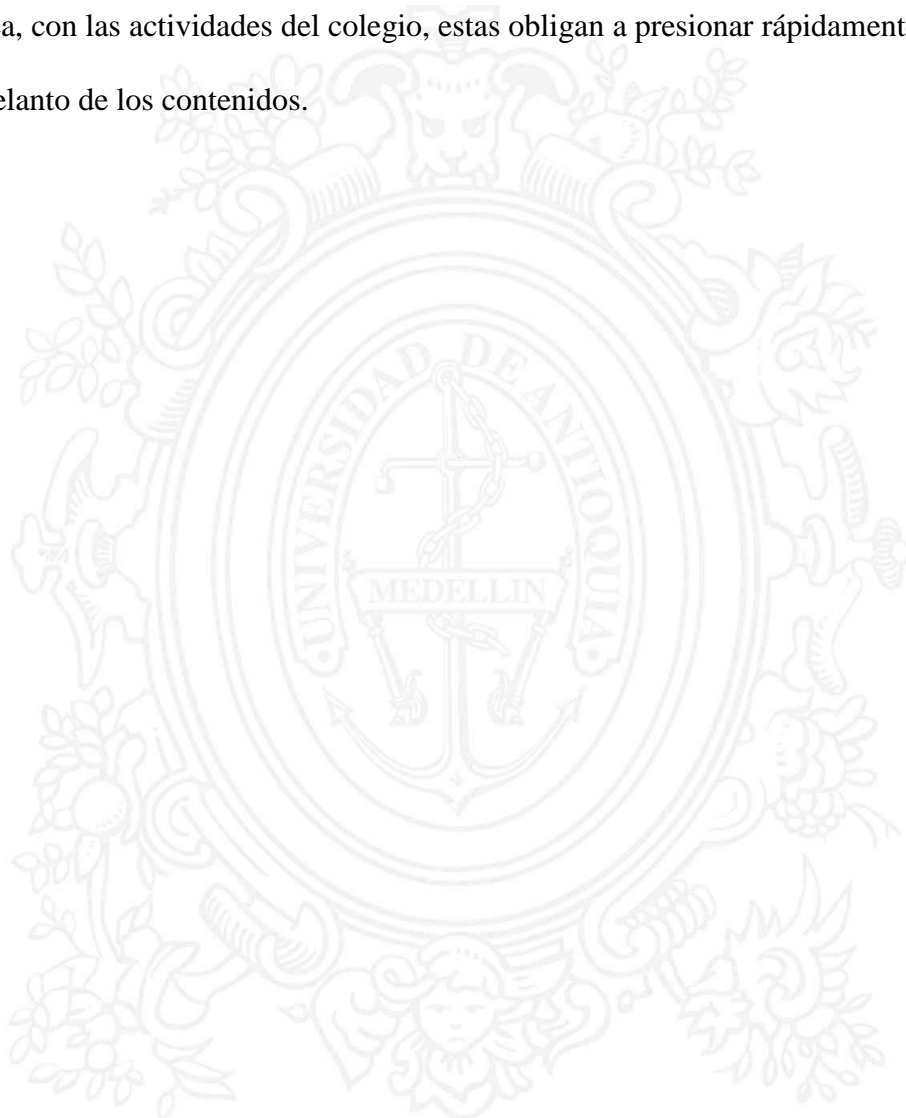 a, con las actividades del colegio, estas obligan a presionar rápidament
elanto de los contenidos.
UNIVERSIDAD DE ANTIOQUIA
MEDELLIN